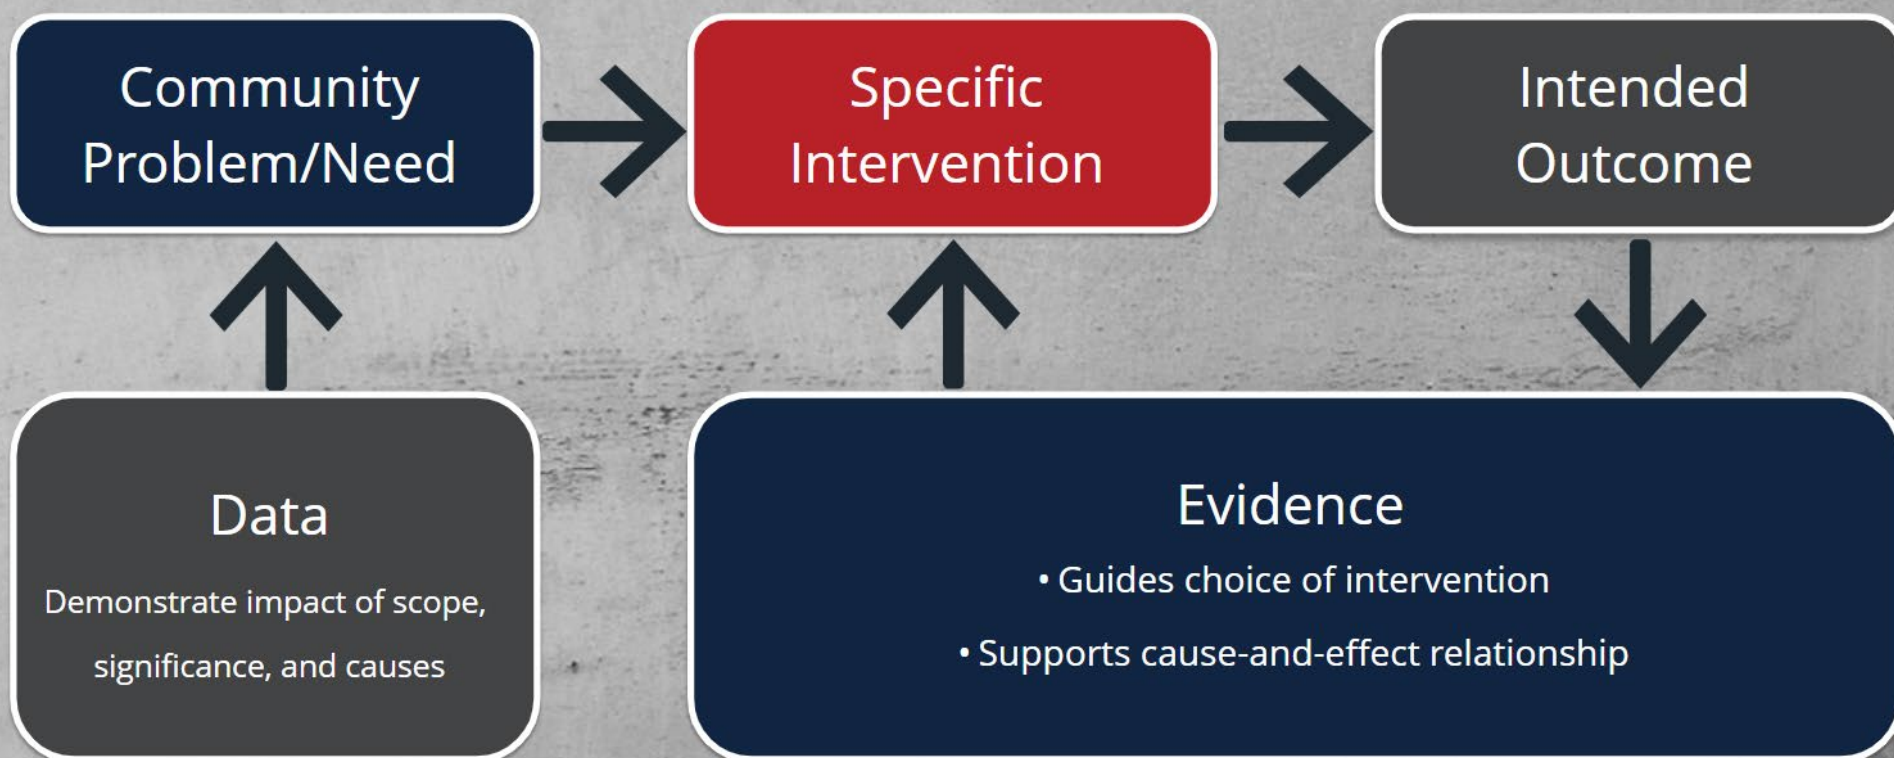 Community
Problem/Need
Specific
Intervention
Intended
Outcome
Data
Demonstrate impact of scope,
significance, and causes
Evidence
• Guides choice of intervention
• Supports cause-and-effect relationship